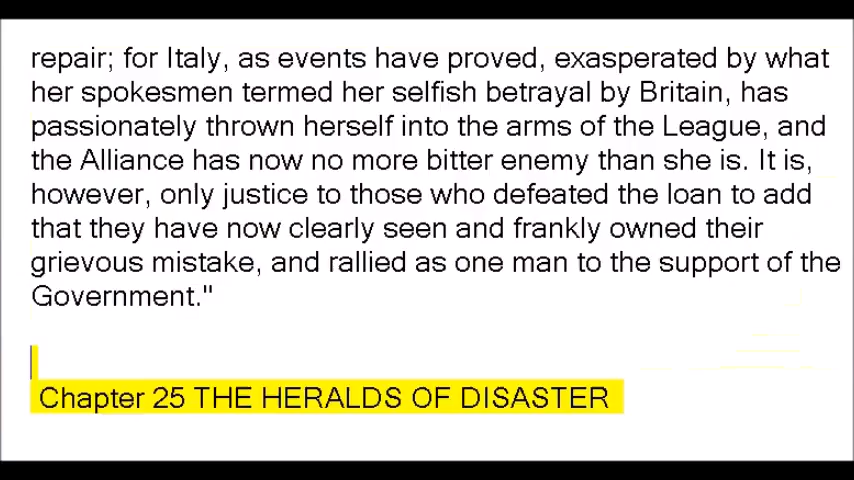 repair; for Italy, as events have proved, exasperated by what
her spokesmen termed her selfish betrayal by Britain, has
passionately thrown herself into the arms of the League, and
the Alliance has now no more bitter enemy than she is. It is,
however, only justice to those who defeated the loan to add
that they have now clearly seen and frankly owned their
grievous mistake, and rallied as one man to the support of the
Government."
Chapter 25 THE HERALDS OF DISASTER